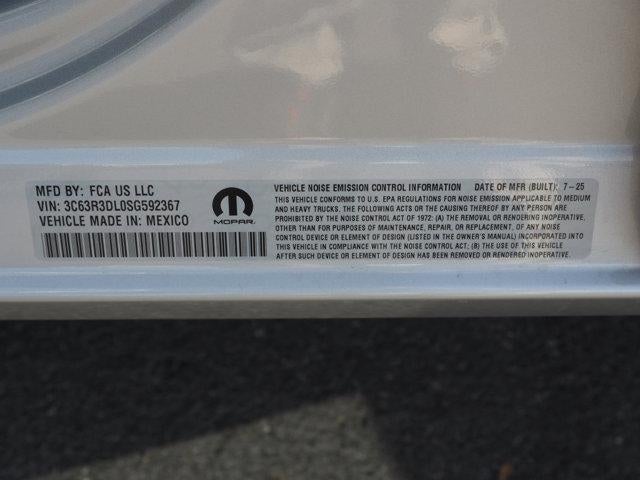 MFD BY: FCA US LLC
VIN: 3C63R3DL0SG592367
VEHICLE MADE IN: MEXICO
MOPAR
VEHICLE NOISE EMISSION CONTROL INFORMATION DATE OF MFR (BUILT): 7-25
THIS VEHICLE CONFORMS TO U.S. EPA REGULATIONS FOR NOISE EMISSION APPLICABLE TO MEDIUM
AND HEAVY TRUCKS. THE FOLLOWING ACTS OR THE CAUSING THEREOF BY ANY PERSON ARE
PROHIBITED BY THE NOISE CONTROL ACT OF 1972: (A) THE REMOVAL OR RENDERING INOPERATIVE,
OTHER THAN FOR PURPOSES OF MAINTENANCE, REPAIR, OR REPLACEMENT, OF ANY NOISE
CONTROL DEVICE OR ELEMENT OF DESIGN (LISTED IN THE OWNER'S MANUAL) INCORPORATED INTO
THIS VEHICLE IN COMPLIANCE WITH THE NOISE CONTROL ACT; (B) THE USE OF THIS VEHICLE
AFTER SUCH DEVICE OR ELEMENT OF DESIGN HAS BEEN REMOVED OR RENDERED INOPERATIVE.